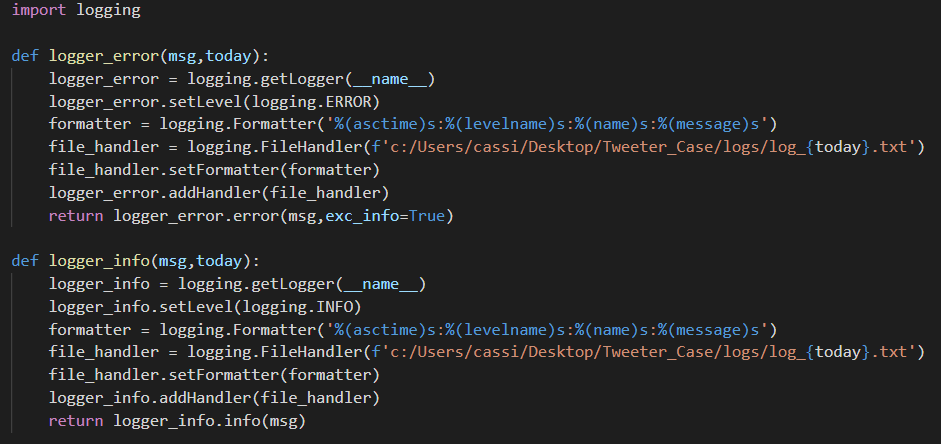 import logging

def logger_error(msg,today):
    logger_error = logging.getLogger(__name__)
    logger_error.setLevel(logging.ERROR)
    formatter = logging.Formatter('%(asctime)s:%(levelname)s:%(name)s:%(message)s')
    file_handler = logging.FileHandler(f'c:/Users/cassi/Desktop/Tweeter_Case/logs/log_{today}.txt')
    file_handler.setFormatter(formatter)
    logger_error.addHandler(file_handler)
    return logger_error.error(msg,exc_info=True)

def logger_info(msg,today):
    logger_info = logging.getLogger(__name__)
    logger_info.setLevel(logging.INFO)
    formatter = logging.Formatter('%(asctime)s:%(levelname)s:%(name)s:%(message)s')
    file_handler = logging.FileHandler(f'c:/Users/cassi/Desktop/Tweeter_Case/logs/log_{today}.txt')
    file_handler.setFormatter(formatter)
    logger_info.addHandler(file_handler)
    return logger_info.info(msg)